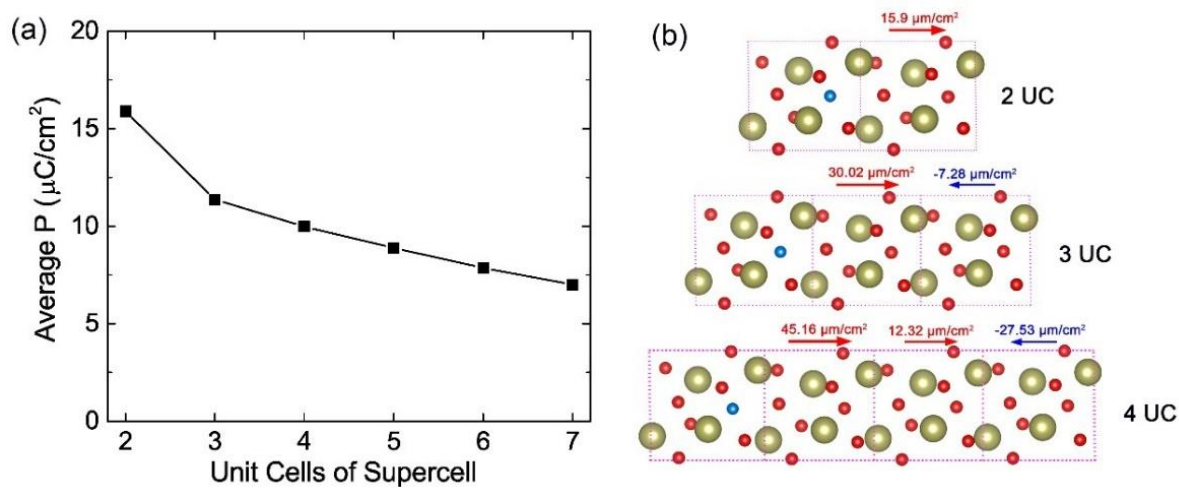 (a)
20
15
10
5
0
Average P (μC/cm²)
2 3 4 5 6 7
Unit Cells of Supercell
(b)
15.9 μm/cm²
2 UC
30.02 μm/cm² -7.28 μm/cm²
3 UC
45.16 μm/cm² 12.32 μm/cm² -27.53 μm/cm²
4 UC